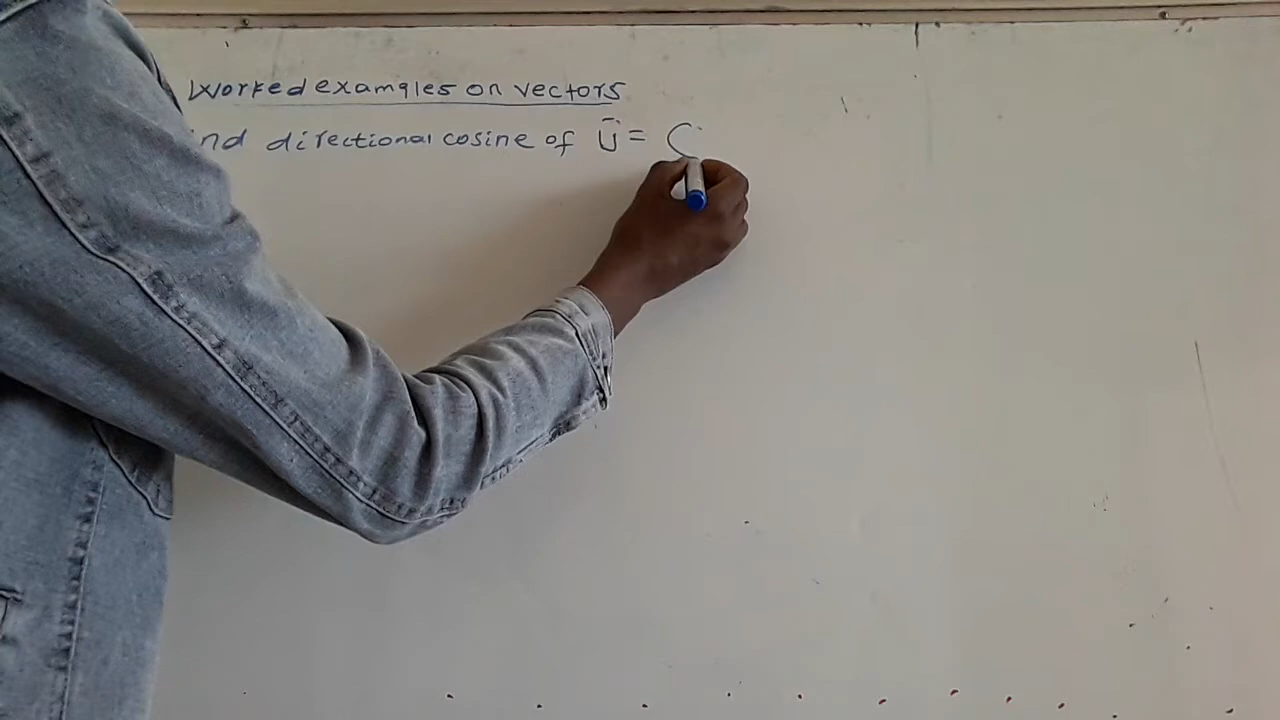 Worked examples on vectors
nd directional cosine of Ū = (